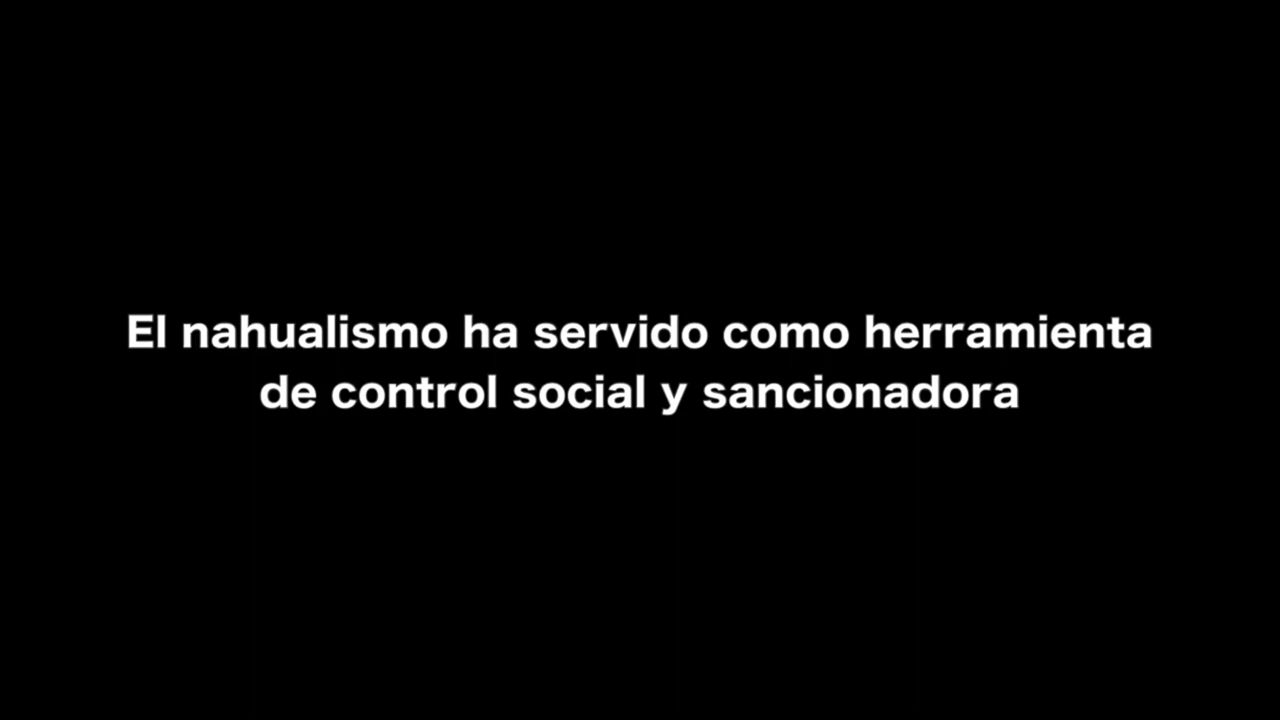 El nahualismo ha servido como herramienta
de control social y sancionadora